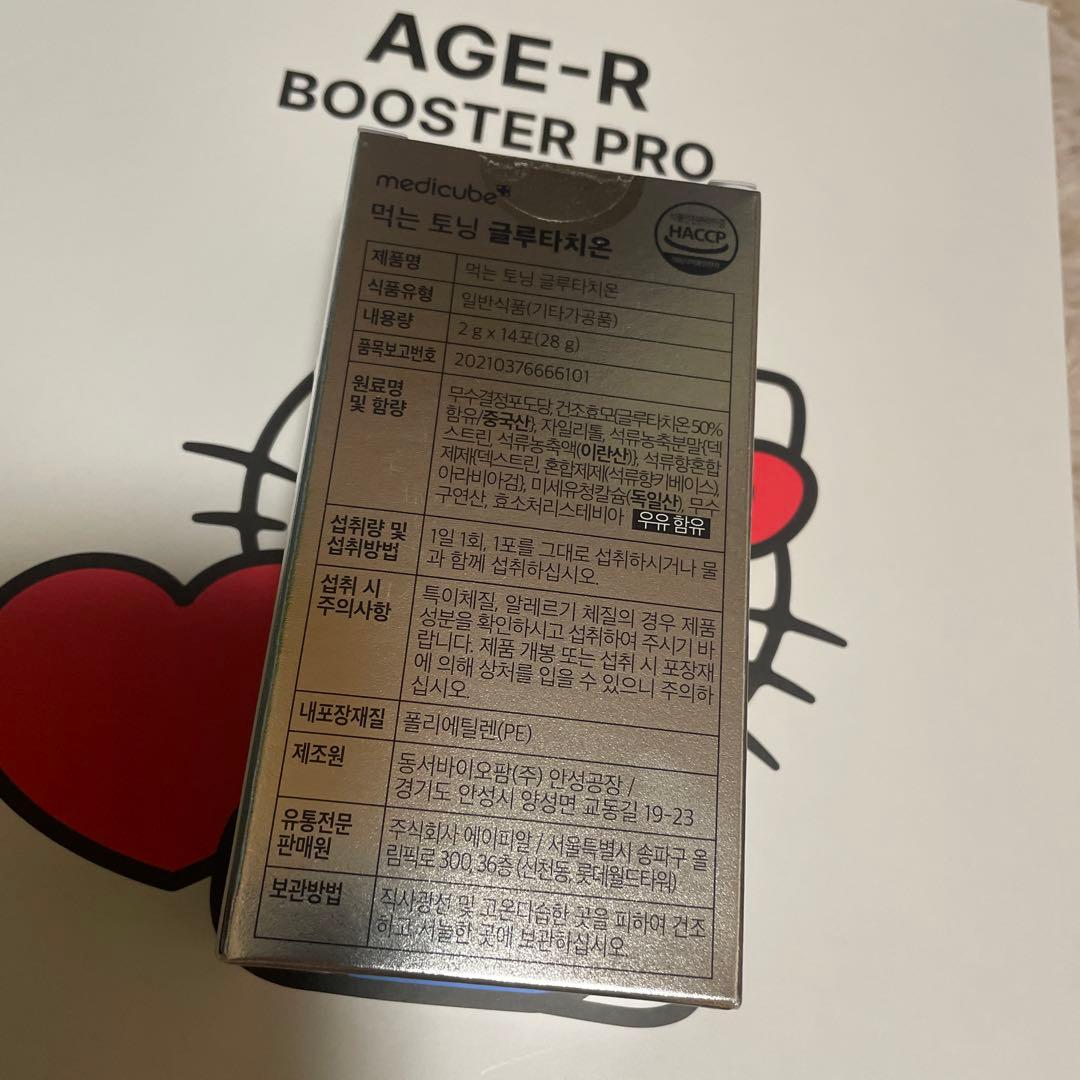 AGE-R
BOOSTER PRO
medicube
먹는 토닝 글루타치온
HACCP
제품명 먹는 토닝 글루타치온
식품유형 일반식품(기타가공품)
내용량 2 g x 14포(28 g)
품목보고번호 20210376666101
원료명
및 함량
무수결정포도당, 건조효모{글루타치온 50%
함유/중국산}, 자일리톨, 석류농축분말{덱
스트린, 석류농축액(이란산)}, 석류향혼합
제제{덱스트린, 혼합제제(석류향키베이스),
아라비아검}, 미세유청칼슘(독일산), 무수
구연산, 효소처리스테비아 우유 함유
섭취량 및
섭취방법
1일 1회, 1포를 그대로 섭취하시거나 물
과 함께 섭취하십시오.
섭취 시
주의사항
특이체질, 알레르기 체질의 경우 제품
성분을 확인하시고 섭취하여 주시기 바
랍니다. 제품 개봉 또는 섭취 시 포장재
에 의해 상처를 입을 수 있으니 주의하
십시오.
내포장재질 폴리에틸렌(PE)
제조원
동서바이오팜(주) 안성공장 /
경기도 안성시 양성면 교동길 19-23
유통전문
판매원
주식회사 에이피알 / 서울특별시 송파구 올
림픽로 300, 36층 (신천동, 롯데월드타워)
보관방법
직사광선 및 고온다습한 곳을 피하여 건조
하고 서늘한 곳에 보관하십시오.